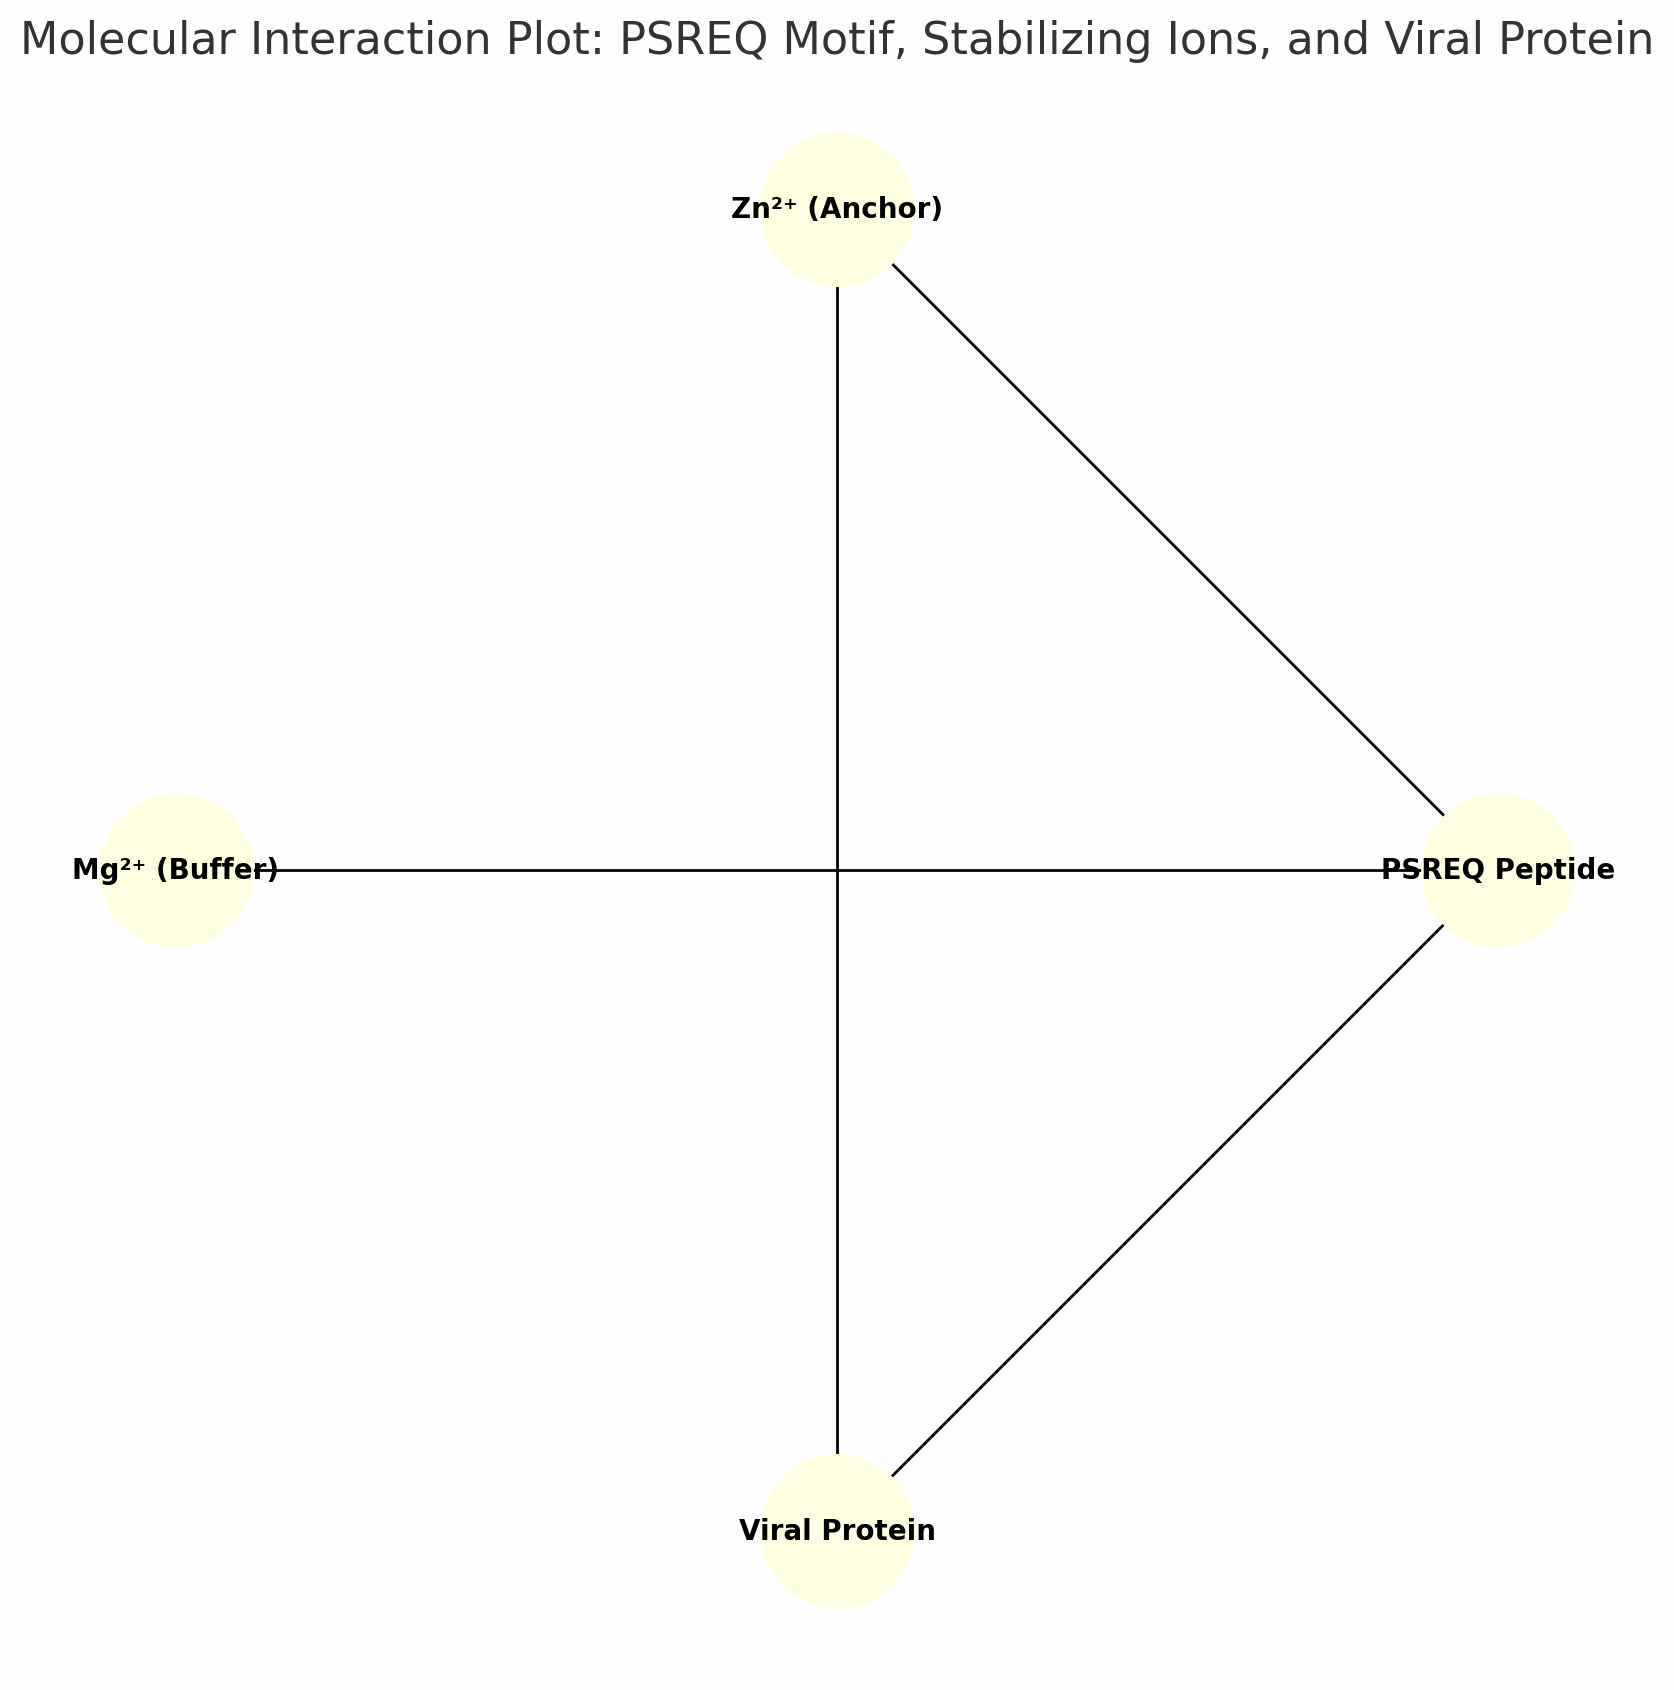 Molecular Interaction Plot: PSREQ Motif, Stabilizing Ions, and Viral Protein
Zn²⁺ (Anchor)
Mg²⁺ (Buffer)
PSREQ Peptide
Viral Protein